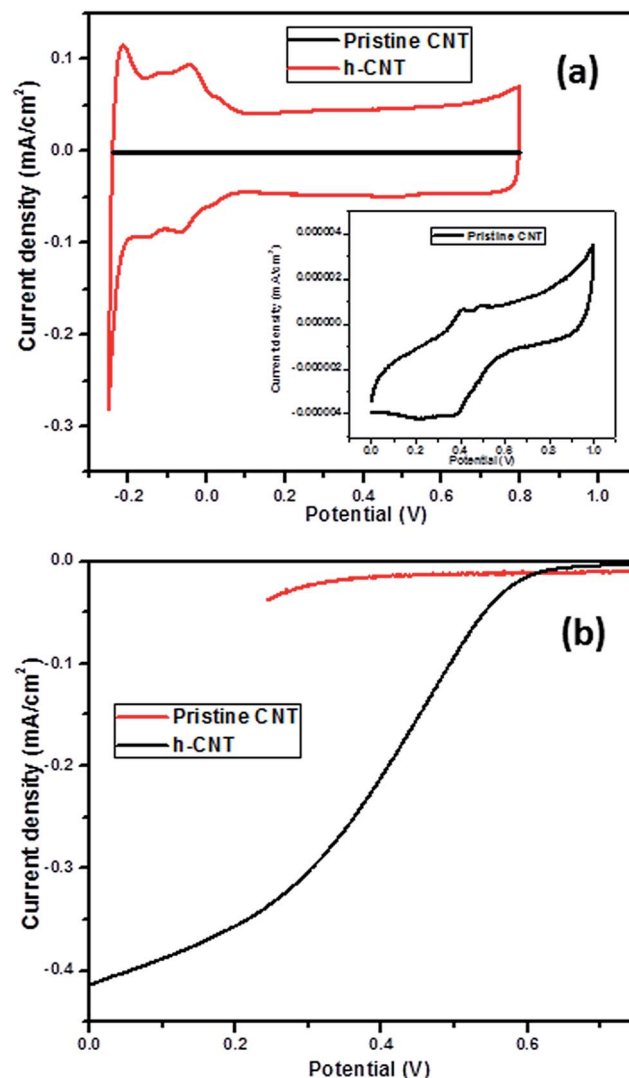 Pristine CNT
h-CNT
(a)
Current density (mA/cm²)
0.1
0.0
-0.1
-0.2
-0.3
Pristine CNT
Current density (mA/cm²)
0.000004
0.000002
0.000000
-0.000002
-0.000004
0.0 0.2 0.4 0.6 0.8 1.0
Potential (V)
-0.2 0.0 0.2 0.4 0.6 0.8 1.0
Potential (V)
(b)
Current density (mA/cm²)
0.0
-0.1
-0.2
-0.3
-0.4
Pristine CNT
h-CNT
0.0 0.2 0.4 0.6
Potential (V)